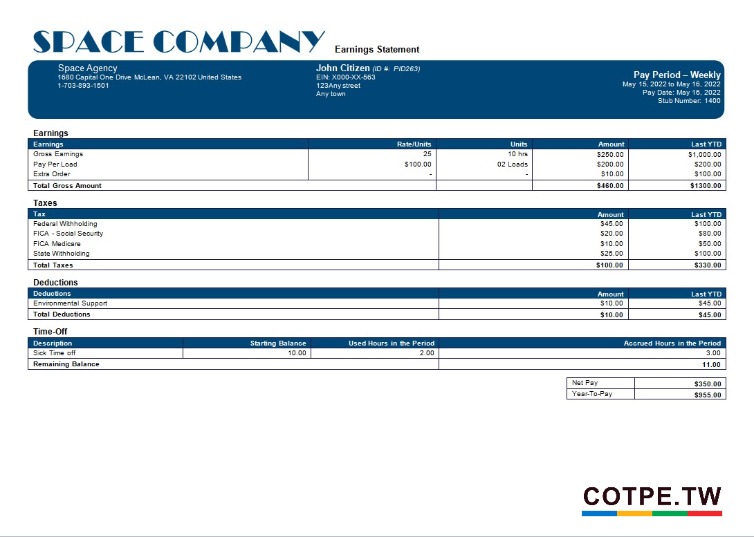 SPACE COMPANY Earnings Statement
Space Agency
1680 Capital One Drive McLean, VA 22102 United States
1-703-893-1501
John Citizen (ID #: PID263)
EIN: X000-XX-563
123Any street
Any town
Pay Period – Weekly
May 15, 2022 to May 16, 2022
Pay Date: May 16, 2022
Stub Number: 1400
Earnings
Earnings Rate/Units Units Amount Last YTD
Gross Earnings 25 10 hrs $250.00 $1,000.00
Pay Per Load $100.00 02 Loads $200.00 $200.00
Extra Order - - $10.00 $100.00
Total Gross Amount $460.00 $1300.00
Taxes
Tax Amount Last YTD
Federal Withholding $45.00 $100.00
FICA - Social Security $20.00 $80.00
FICA Medicare $10.00 $50.00
State Withholding $25.00 $100.00
Total Taxes $100.00 $330.00
Deductions
Deductions Amount Last YTD
Environmental Support $10.00 $45.00
Total Deductions $10.00 $45.00
Time-Off
Description Starting Balance Used Hours in the Period Accrued Hours in the Period
Sick Time off 10.00 2.00 3.00
Remaining Balance 11.00
Net Pay $350.00
Year-To-Pay $955.00
COTPE.TW